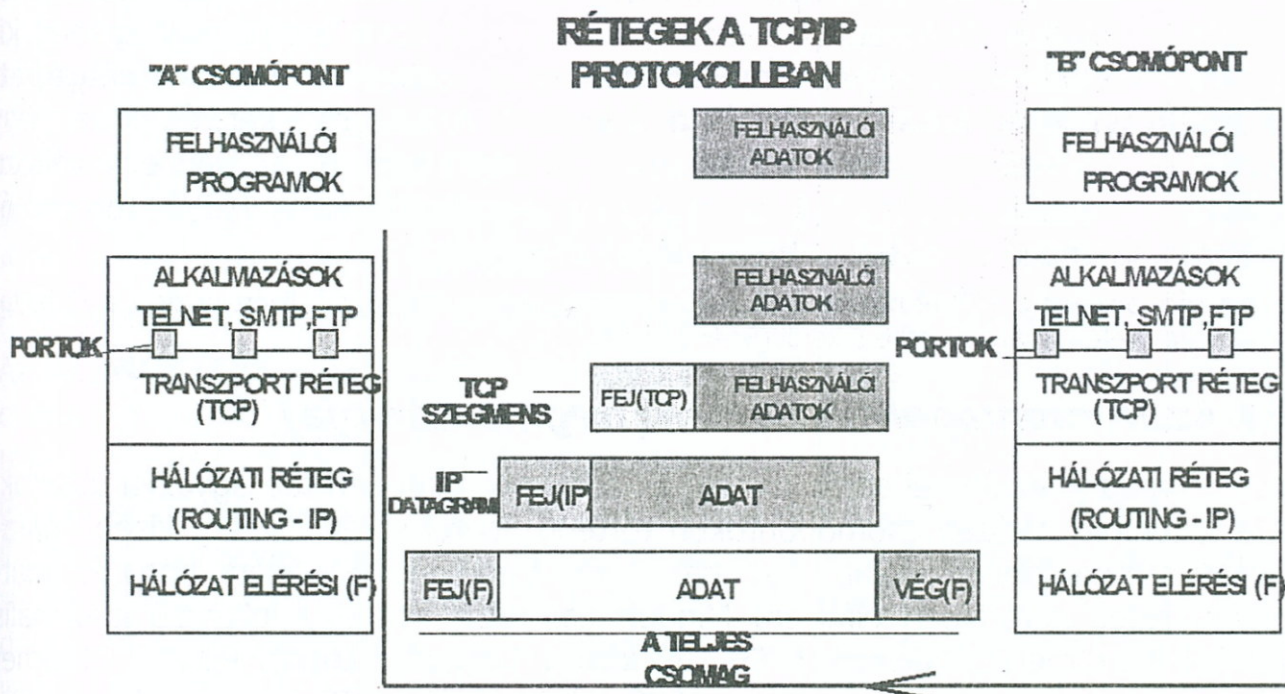 RÉTEGEK A TCP/IP
PROTOKOLLBAN
"A" CSOMÓPONT
FELHASZNÁLÓI
PROGRAMOK
ALKALMAZÁSOK
TELNET, SMTP,FTP
PORTOK
TRANSZPORT RÉTEG
(TCP)
HÁLÓZATI RÉTEG
(ROUTING - IP)
HÁLÓZAT ELÉRÉSI (F)
FELHASZNÁLÓI
ADATOK
FELHASZNÁLÓI
ADATOK
TCP
SZEGMENS
FEJ(TCP)
FELHASZNÁLÓI
ADATOK
IP
DATAGRAM
FEJ(IP)
ADAT
FEJ(F)
ADAT
VÉG(F)
A TELJES
CSOMAG
"B" CSOMÓPONT
FELHASZNÁLÓI
PROGRAMOK
ALKALMAZÁSOK
TELNET, SMTP,FTP
PORTOK
TRANSZPORT RÉTEG
(TCP)
HÁLÓZATI RÉTEG
(ROUTING - IP)
HÁLÓZAT ELÉRÉSI (F)